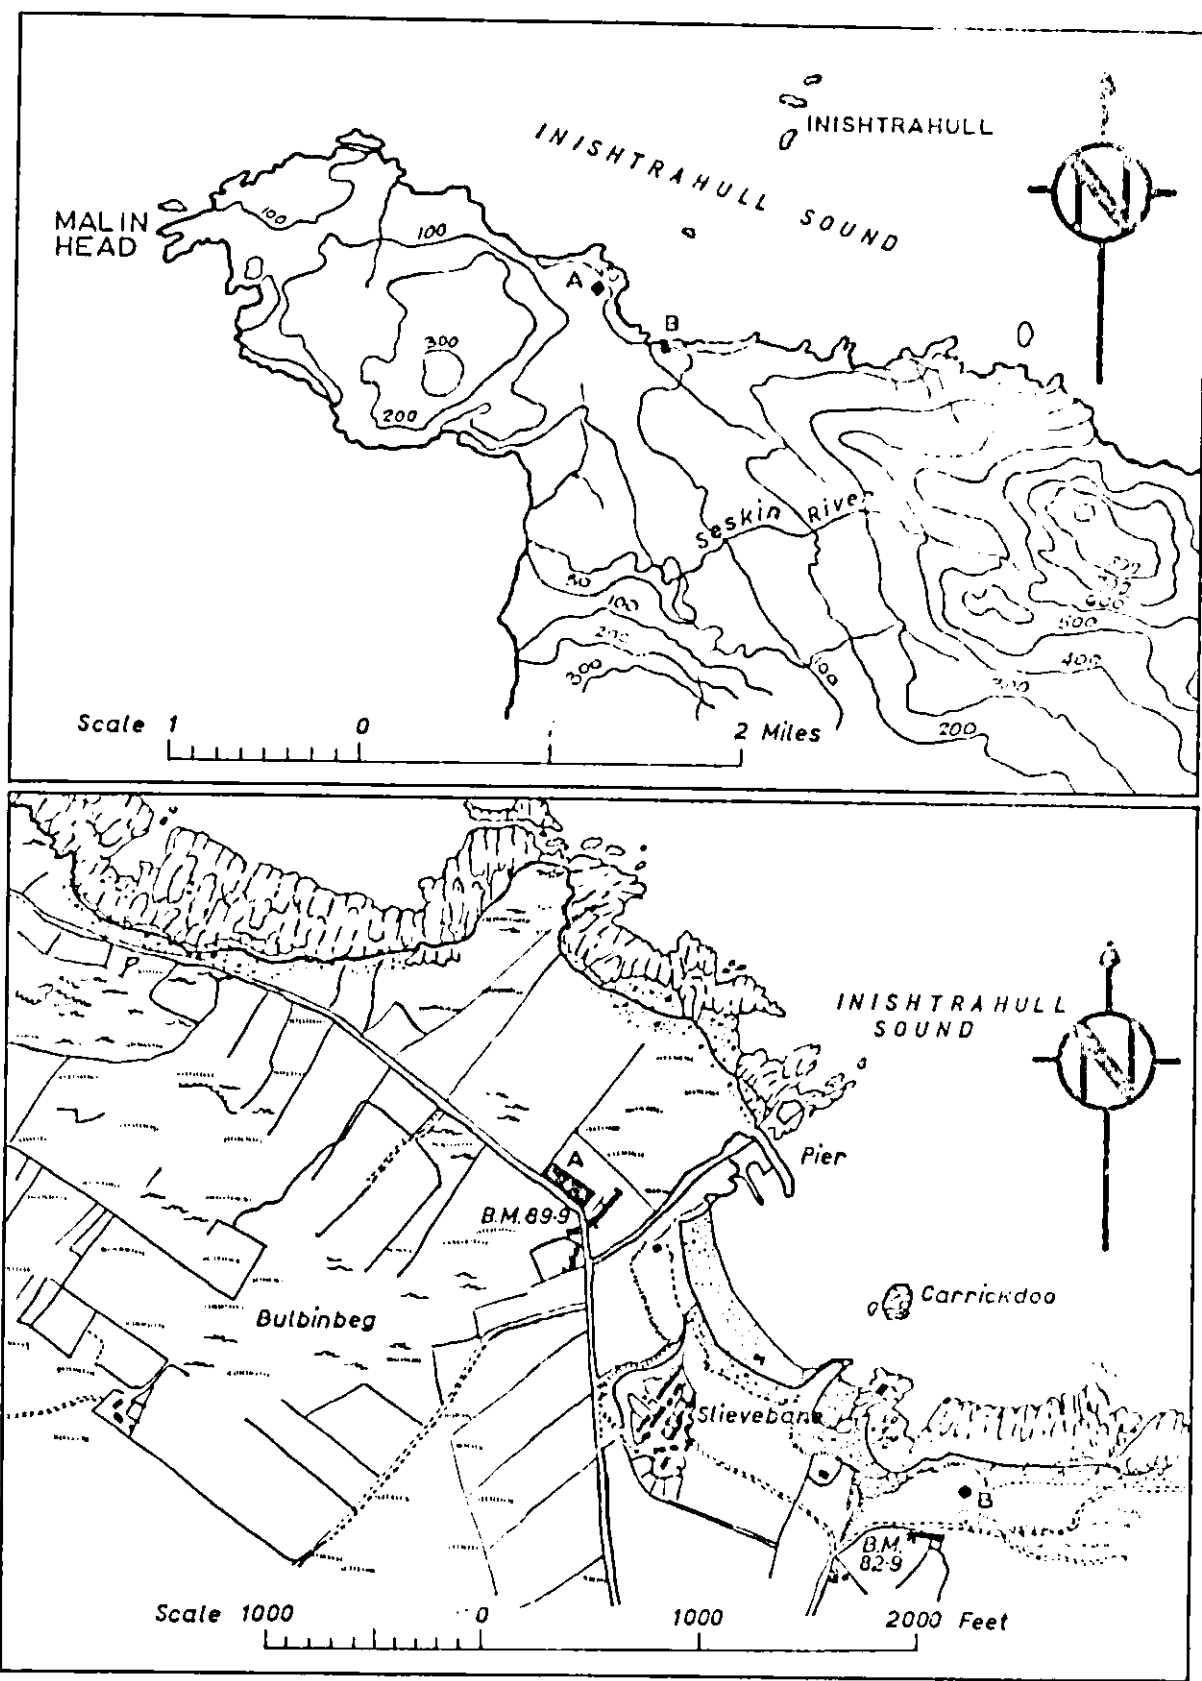 INISHTRAHULL
INISHTRAHULL SOUND
N
MALIN
HEAD
100
100
A
B
300
200
Seskin River
50
100
200
300
100
600
500
400
300
200
Scale 1 0 2 Miles
INISHTRAHULL
SOUND
N
P
A
Pier
B.M. 89·9
Carrickdoo
Bulbinbeg
Slievebane
B
B.M.
82·9
Scale 1000 0 1000 2000 Feet